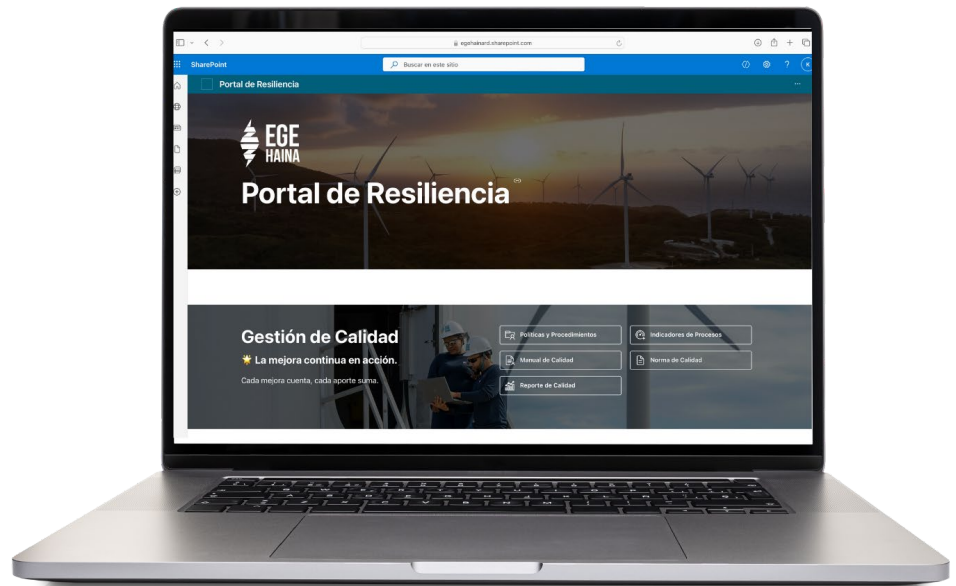 egehainard.sharepoint.com
SharePoint
Buscar en este sitio
Portal de Resiliencia
EGE
HAINA
Portal de Resiliencia
Gestión de Calidad
La mejora continua en acción.
Cada mejora cuenta, cada aporte suma.
Políticas y Procedimientos
Indicadores de Procesos
Manual de Calidad
Norma de Calidad
Reporte de Calidad